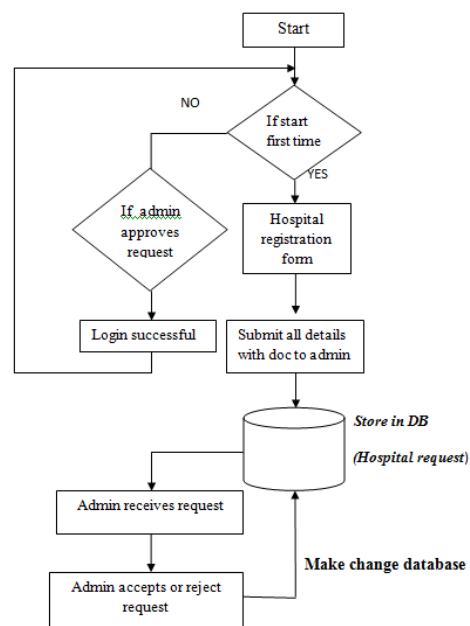 Start
NO
If start
first time
YES
If admin
approves
request
Hospital
registration
form
Login successful
Submit all details
with doc to admin
Store in DB
(Hospital request)
Admin receives request
Make change database
Admin accepts or reject
request